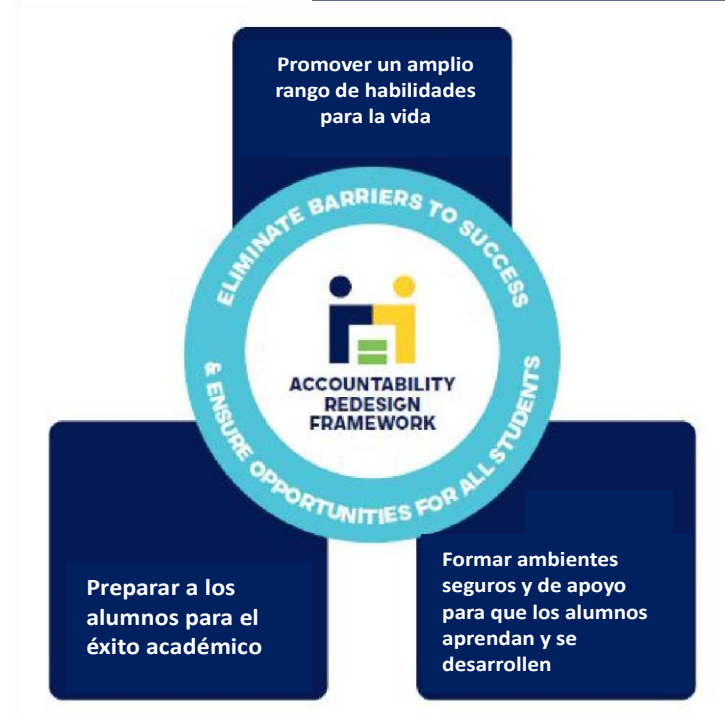 Promover un amplio
rango de habilidades
para la vida
ELIMINATE BARRIERS TO SUCCESS
& ENSURE OPPORTUNITIES FOR ALL STUDENTS
ACCOUNTABILITY
REDESIGN
FRAMEWORK
Preparar a los
alumnos para el
éxito académico
Formar ambientes
seguros y de apoyo
para que los alumnos
aprendan y se
desarrollen